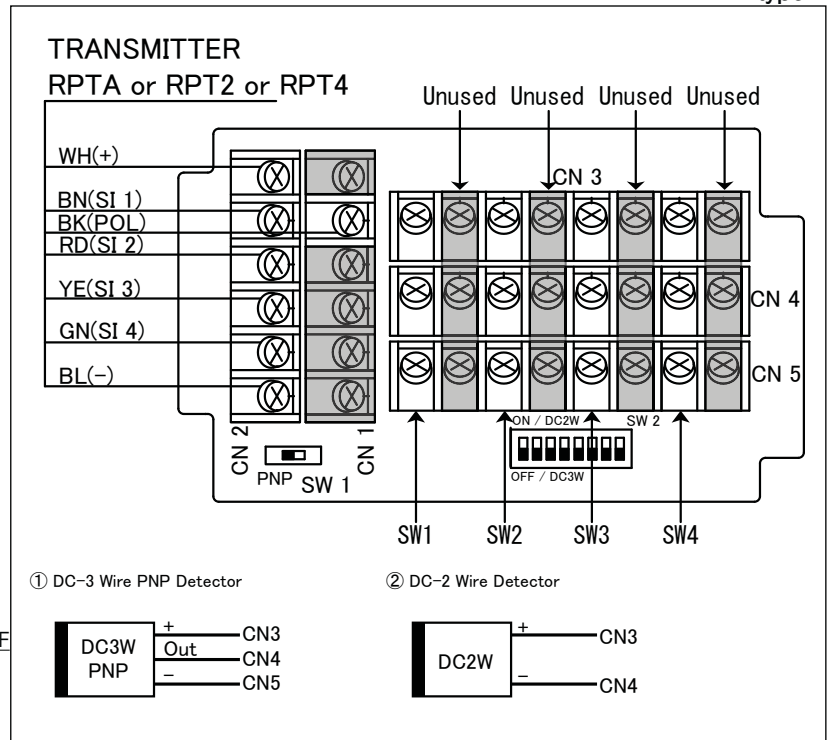 TRANSMITTER
RPTA or RPT2 or RPT4
Unused Unused Unused Unused
WH(+)
BN(SI 1)
BK(POL)
RD(SI 2)
YE(SI 3)
GN(SI 4)
BL(-)
CN 3
CN 4
CN 5
CN 2
CN 1
PNP
SW 1
ON / DC2W
SW 2
OFF / DC3W
SW1 SW2 SW3 SW4
① DC-3 Wire PNP Detector
DC3W
PNP
+
CN3
Out
CN4
-
CN5
② DC-2 Wire Detector
DC2W
+
CN3
-
CN4